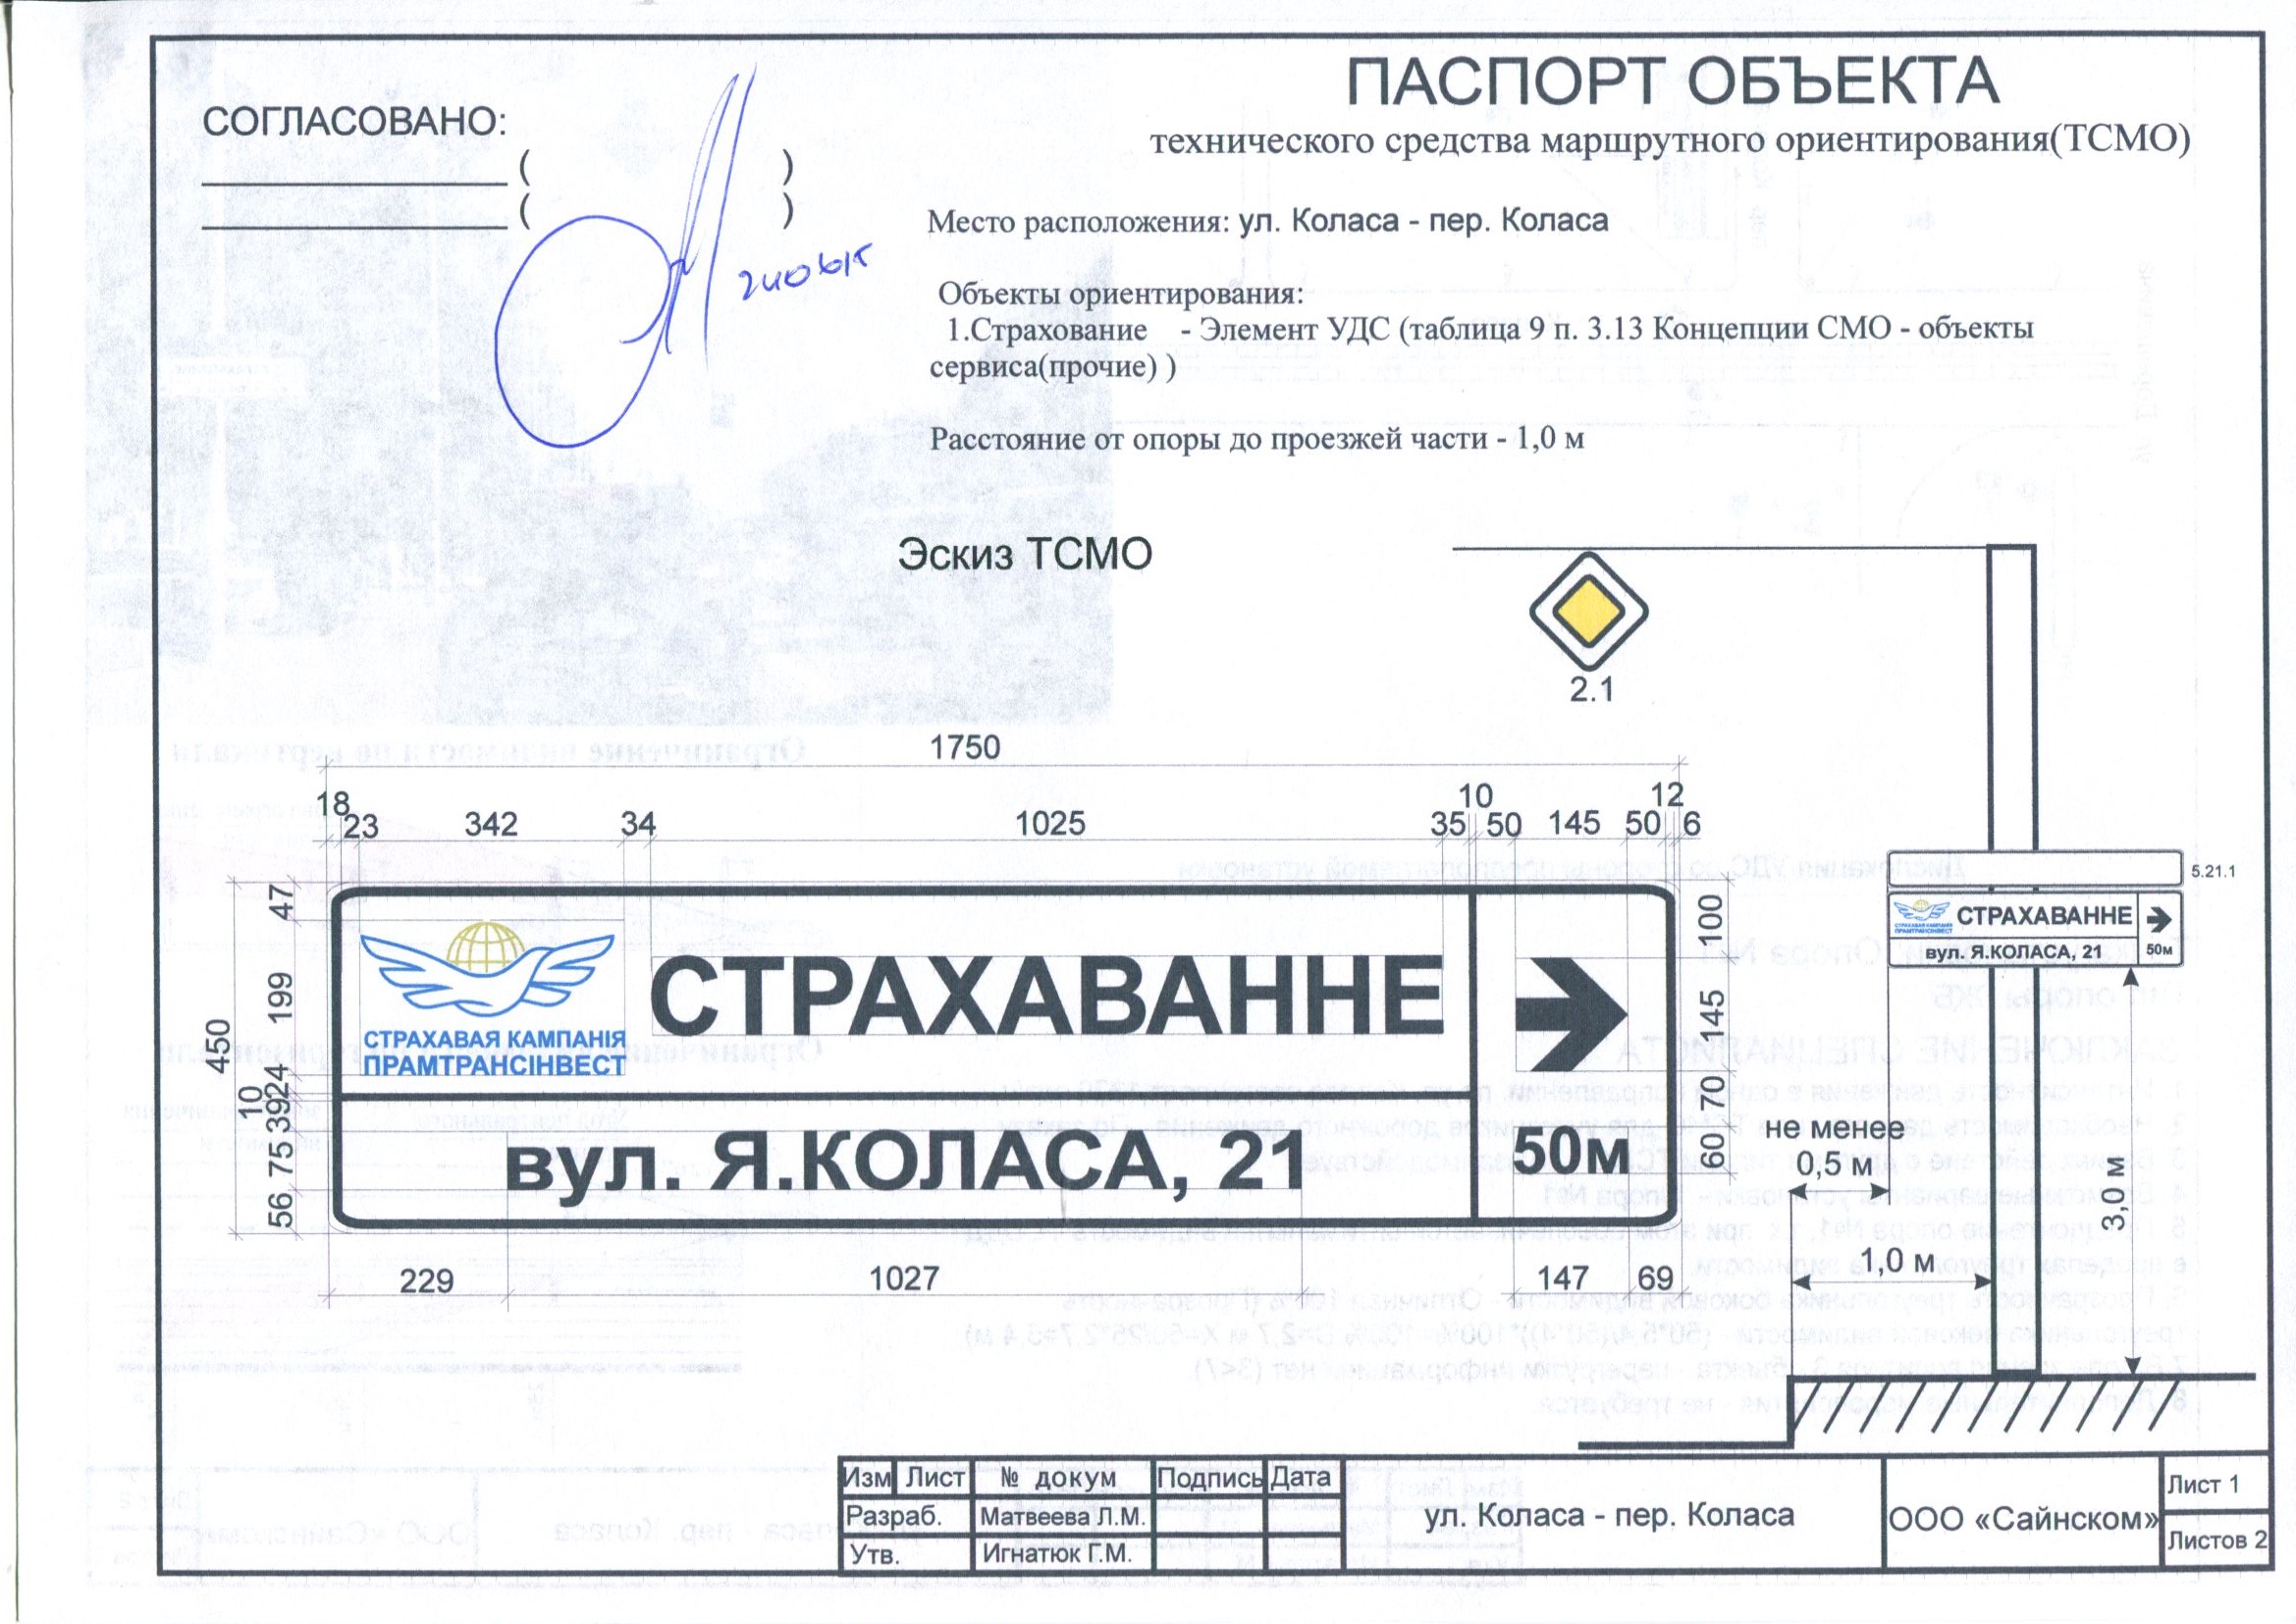 СОГЛАСОВАНО:
( )
( )
ПАСПОРТ ОБЪЕКТА
технического средства маршрутного ориентирования(ТСМО)
Место расположения: ул. Коласа - пер. Коласа
Объекты ориентирования:
1.Страхование - Элемент УДС (таблица 9 п. 3.13 Концепции СМО - объекты
сервиса(прочие) )
Расстояние от опоры до проезжей части - 1,0 м
Эскиз ТСМО
2.1
1750
18 10 12
23 342 34 1025 35 50 145 50 6
47
199
24
10
39
75
56
450
СТРАХАВАЯ КАМПАНІЯ
ПРАМТРАНСІНВЕСТ
СТРАХАВАННЕ
вул. Я.КОЛАСА, 21
50м
100
145
70
60
229 1027 147 69
5.21.1
СТРАХАВАЯ КАМПАНІЯ
ПРАМТРАНСІНВЕСТ
СТРАХАВАННЕ
вул. Я.КОЛАСА, 21
50м
не менее
0,5 м
1,0 м
3,0 м
Изм Лист № докум Подпись Дата
Разраб. Матвеева Л.М.
Утв. Игнатюк Г.М.
ул. Коласа - пер. Коласа
ООО «Сайнском»
Лист 1
Листов 2